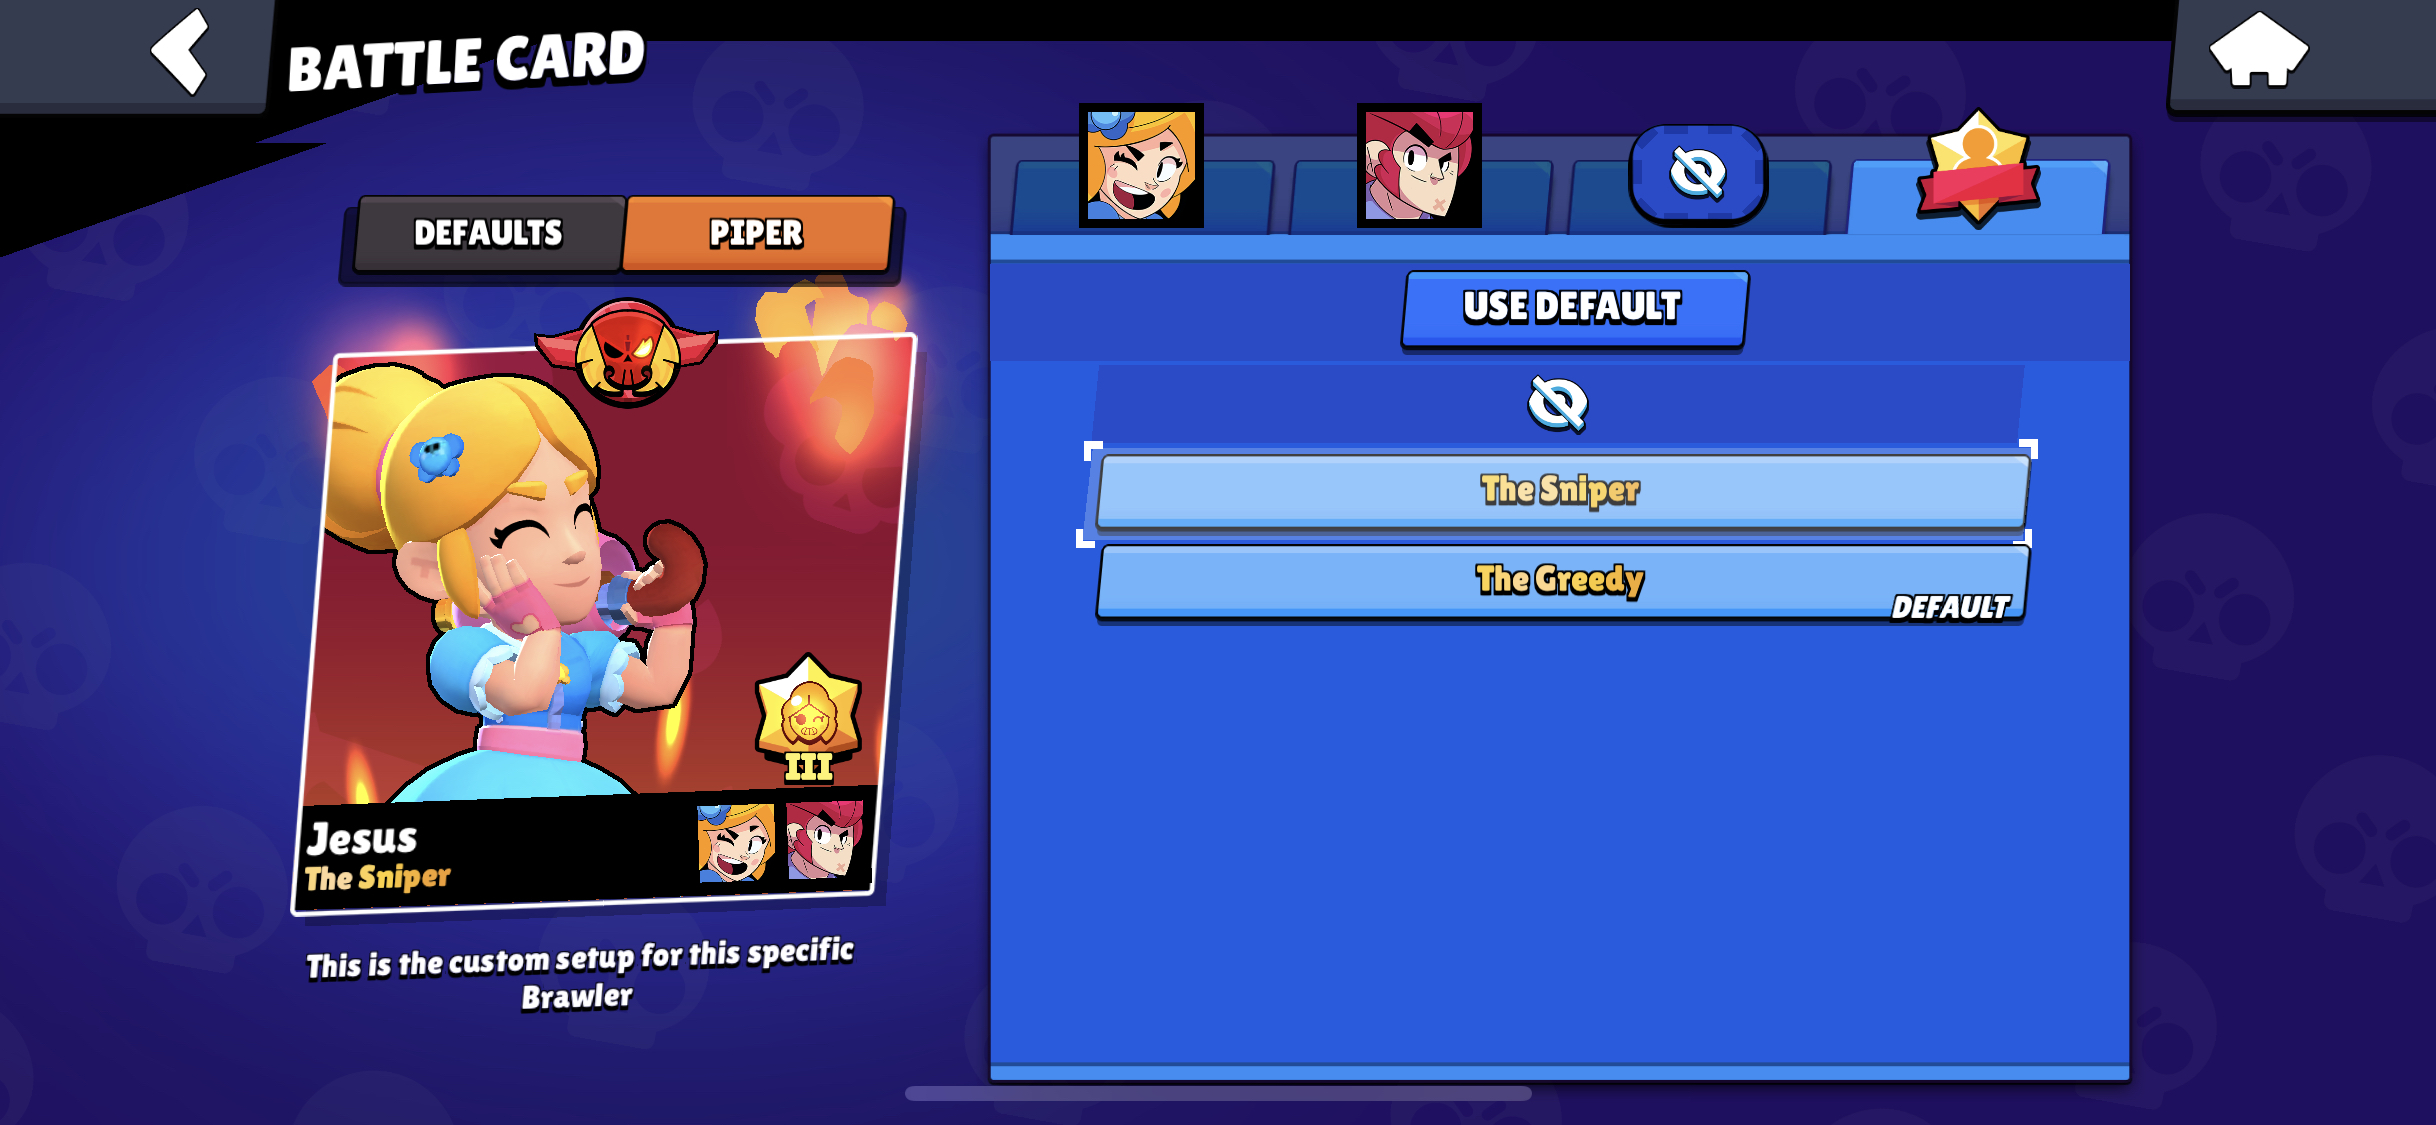 BATTLE CARD
DEFAULTS
PIPER
USE DEFAULT
The Sniper
The Greedy
DEFAULT
III
Jesus
The Sniper
This is the custom setup for this specific
Brawler